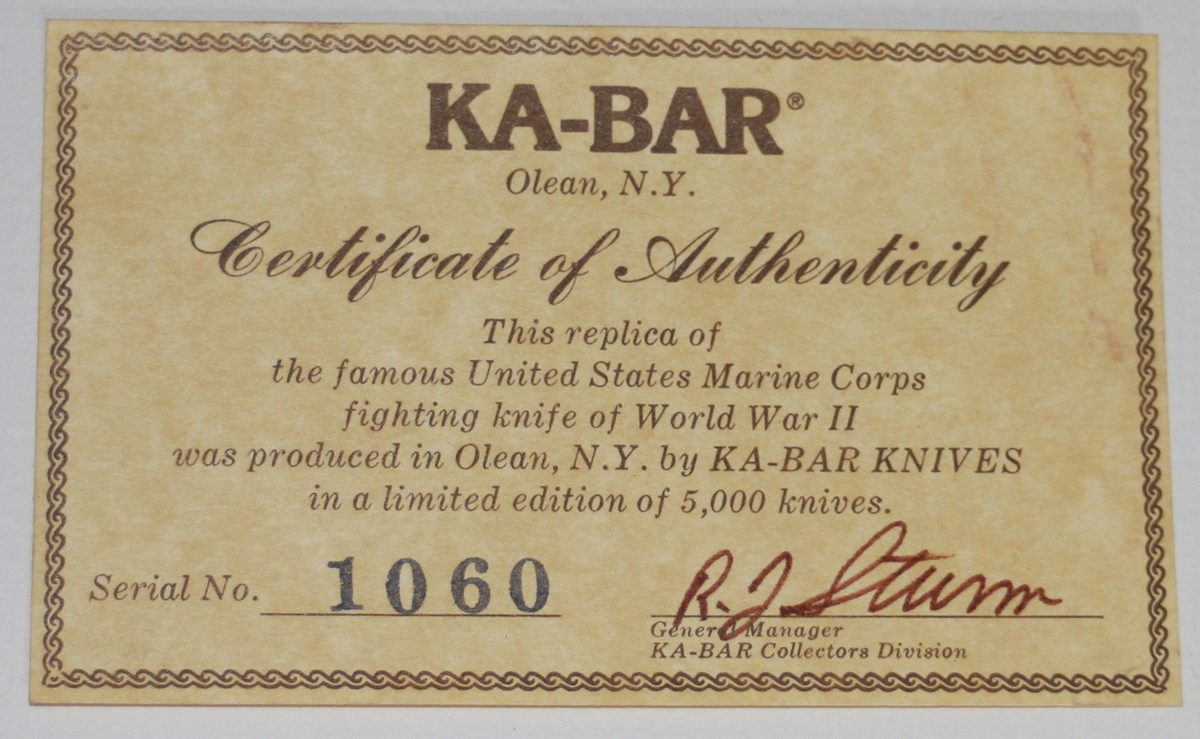 KA-BAR®
Olean, N.Y.
Certificate of Authenticity
This replica of
the famous United States Marine Corps
fighting knife of World War II
was produced in Olean, N.Y. by KA-BAR KNIVES
in a limited edition of 5,000 knives.
Serial No. 1060
R. J. Sturm
General Manager
KA-BAR Collectors Division